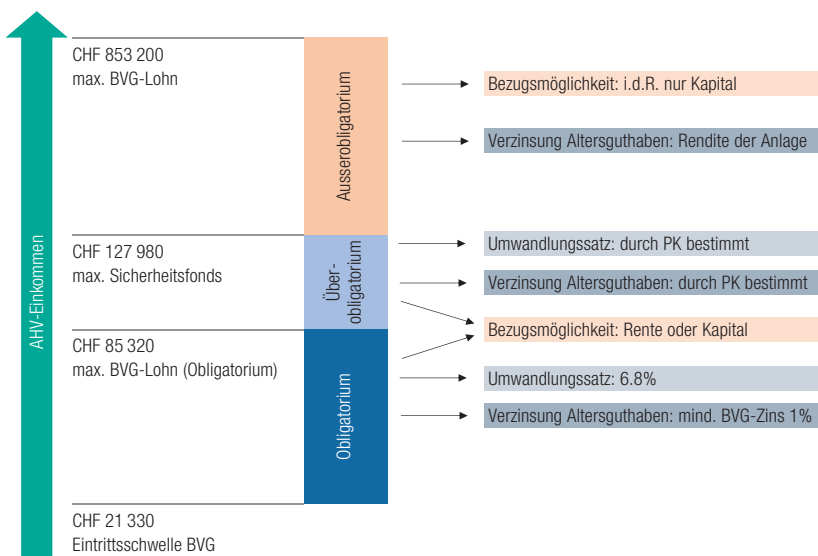 AHV-Einkommen
CHF 853 200
max. BVG-Lohn
CHF 127 980
max. Sicherheitsfonds
CHF 85 320
max. BVG-Lohn (Obligatorium)
CHF 21 330
Eintrittsschwelle BVG
Ausserobligatorium
Über-
obligatorium
Obligatorium
Bezugsmöglichkeit: i.d.R. nur Kapital
Verzinsung Altersguthaben: Rendite der Anlage
Umwandlungssatz: durch PK bestimmt
Verzinsung Altersguthaben: durch PK bestimmt
Bezugsmöglichkeit: Rente oder Kapital
Umwandlungssatz: 6.8%
Verzinsung Altersguthaben: mind. BVG-Zins 1%